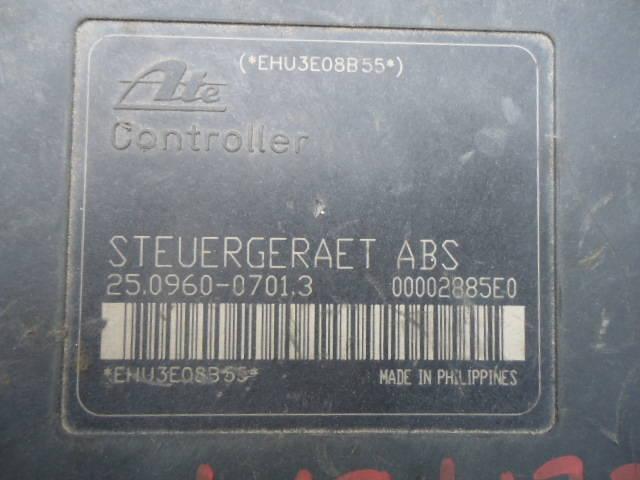 (*EHU3E08B55*)
Ate
Controller
STEUERGERAET ABS
25.0960-0701.3 00002885E0
*EHU3E08B55*
MADE IN PHILIPPINES